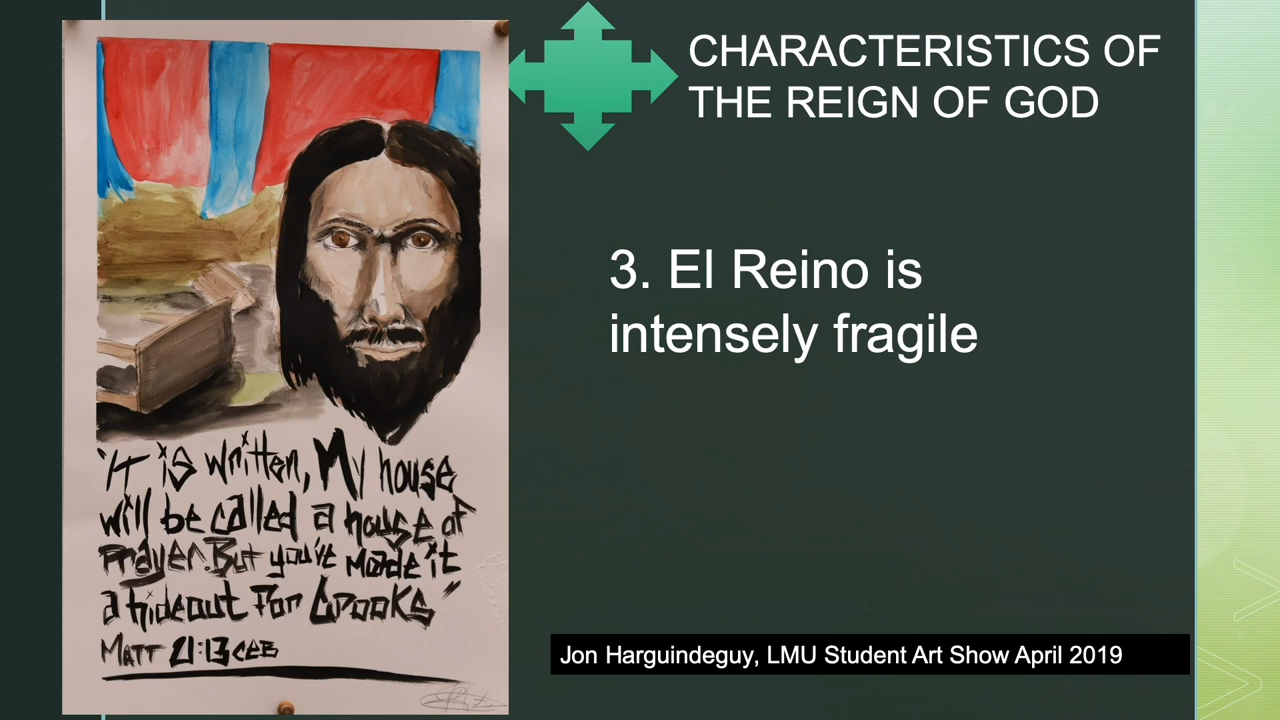 CHARACTERISTICS OF
THE REIGN OF GOD
3. El Reino is
intensely fragile
"It is written, My house
will be called a house of
Prayer. But you've made it
a hideout for Crooks"
MATT 21:13 CEB
Jon Harguindeguy, LMU Student Art Show April 2019